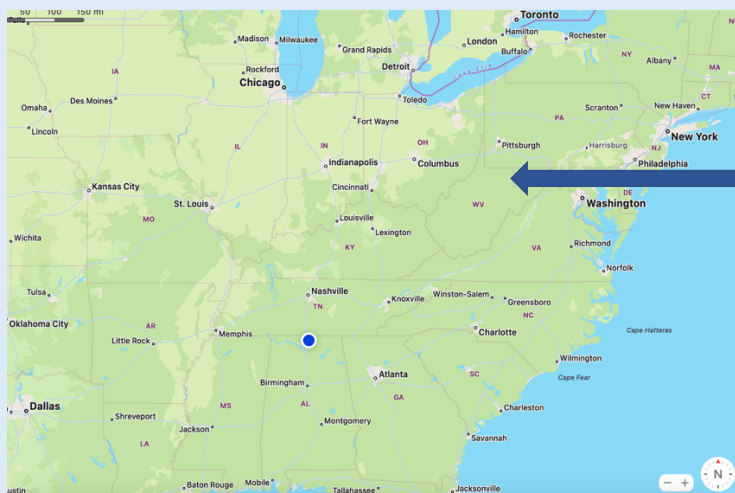 50 100 150 mi
Toronto
Hamilton
Rochester
London
Buffalo
NY
Albany
MA
Madison
Milwaukee
Grand Rapids
Detroit
Lake Erie
IA
Rockford
Chicago
Toledo
Scranton
New Haven
CT
Omaha
Des Moines
Fort Wayne
PA
New York
Lincoln
IL
IN
OH
Pittsburgh
Harrisburg
NJ
Indianapolis
Columbus
Philadelphia
Kansas City
Cincinnati
DE
St. Louis
WV
Washington
MO
Louisville
Lexington
Wichita
KY
VA
Richmond
Norfolk
Tulsa
Nashville
TN
Knoxville
Winston-Salem
Greensboro
NC
Oklahoma City
AR
Little Rock
Memphis
Charlotte
Cape Hatteras
Wilmington
Atlanta
Birmingham
SC
Cape Fear
Dallas
MS
AL
GA
Charleston
Shreveport
Jackson
Montgomery
LA
Savannah
Baton Rouge
Mobile
Tallahassee
Jacksonville
N